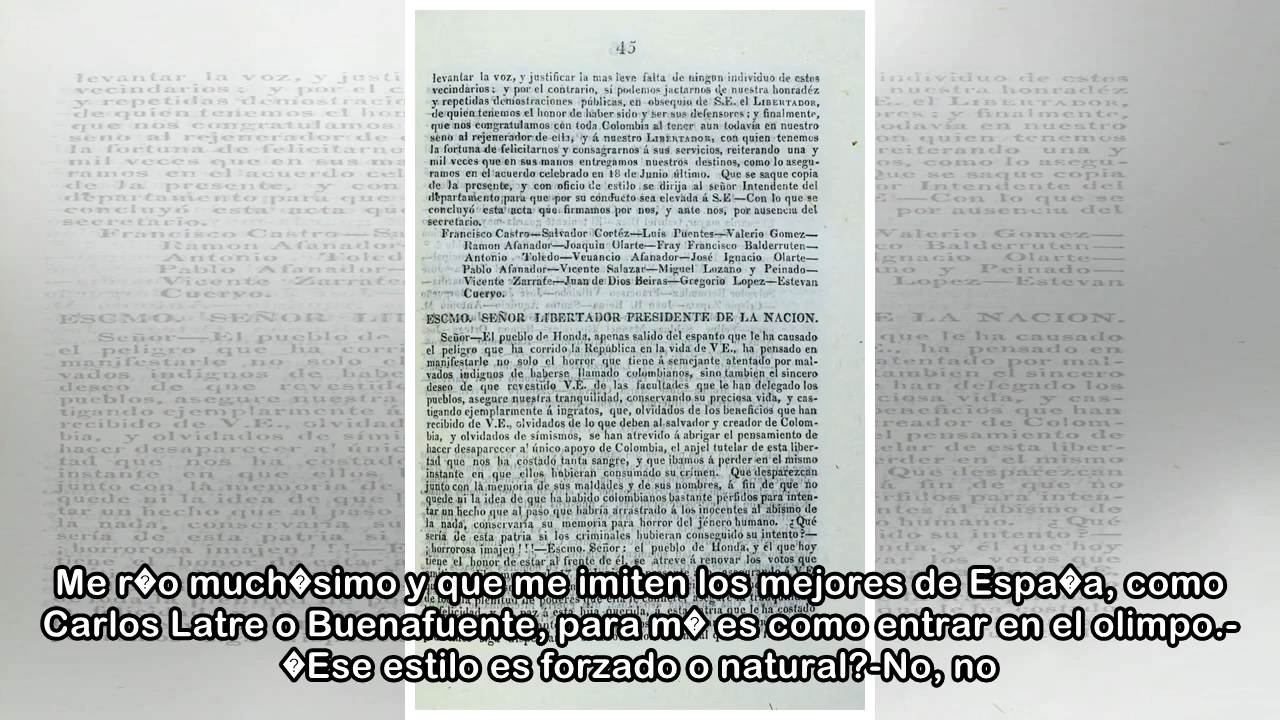 45
levantar la voz, y justificar la mas leve falta de ningun individuo de estos
vecindarios: y por el contrario, sí podemos jactarnos de nuestra honradéz
y repetidas demostraciones públicas, en obsequio de S.E. el LIBERTADOR,
de quien tenemos el honor de haber sido y ser sus defensores; y finalmente,
que nos congratulamos con toda Colombia al tener aun todavia en nuestro
seno al rejenerador de ella, y á nuestro LIBERTADOR, con quien tenemos
la fortuna de felicitarnos y consagrarnos á sus servicios, reiterando una y
mil veces que en sus manos entregamos nuestros destinos, como lo asegu-
ramos en el acuerdo celebrado en 18 de Junio último. Que se saque copia
de la presente, y con oficio de estilo se dirija al señor Intendente del
departamento para que por su conducto sea elevada á S.E—Con lo que se
concluyó esta acta que firmamos por nos, y ante nos, por ausencia del
secretario.
Francisco Castro—Salvador Cortéz—Luis Puentes—Valerio Gomez—
Ramon Afanador—Joaquin Olarte—Fray Francisco Balderruten—
Antonio Toledo—Veuancio Afanador—José Ignacio Olarte—
Pablo Afanador—Vicente Salazar—Miguel Lozano y Peinado—
Vicente Zarrate—Juan de Dios Beiras—Gregorio Lopez—Estevan
Cuervo.
ESCMO. SEÑOR LIBERTADOR PRESIDENTE DE LA NACION.
Señor—El pueblo de Honda, apenas salido del espanto que le ha causado
el peligro que ha corrido la República en la vida de V E., ha pensado en
manifestarle no solo el horror que tiene á semejante atentado por mal-
vados indignos de haberse llamado colombianos, sino tambien el sincero
deseo de que revestido V.E. de las facultades que le han delegado los
pueblos, asegure nuestra tranquilidad, conservando su preciosa vida, y cas-
tigando ejemplarmente á ingratos, que, olvidados de los beneficios que han
recibido de V.E., olvidados de lo que deben al salvador y creador de Colom-
bia, y olvidados de símismos, se han atrevido á abrigar el pensamiento de
hacer desaparecer al único apoyo de Colombia, el anjel tutelar de esta liber-
tad que nos ha costado tanta sangre, y que ibamos á perder en el mismo
instante en que ellos hubieran consumado su crímen. Que desparezcan
junto con la memoria de sus maldades y de sus nombres, á fin de que no
quede ni la idea de que ha habido colombianos bastante pérfidos para inten-
tar un hecho que al paso que habría arrastrado á los inocentes al abismo de
la nada, conservaria su memoria para horror del jénero humano. ¿Qué
sería de esta patria si los criminales hubieran conseguido su intento?—
¡horrorosa imajen!!!—Escmo. Señor: el pueblo de Honda, y él que hoy
tiene el honor de estar al frente de él, se atreve á renovar los votos que
Me r�o much�simo y que me imiten los mejores de Espa�a, como
Carlos Latre o Buenafuente, para m� es como entrar en el olimpo.-
�Ese estilo es forzado o natural?-No, no